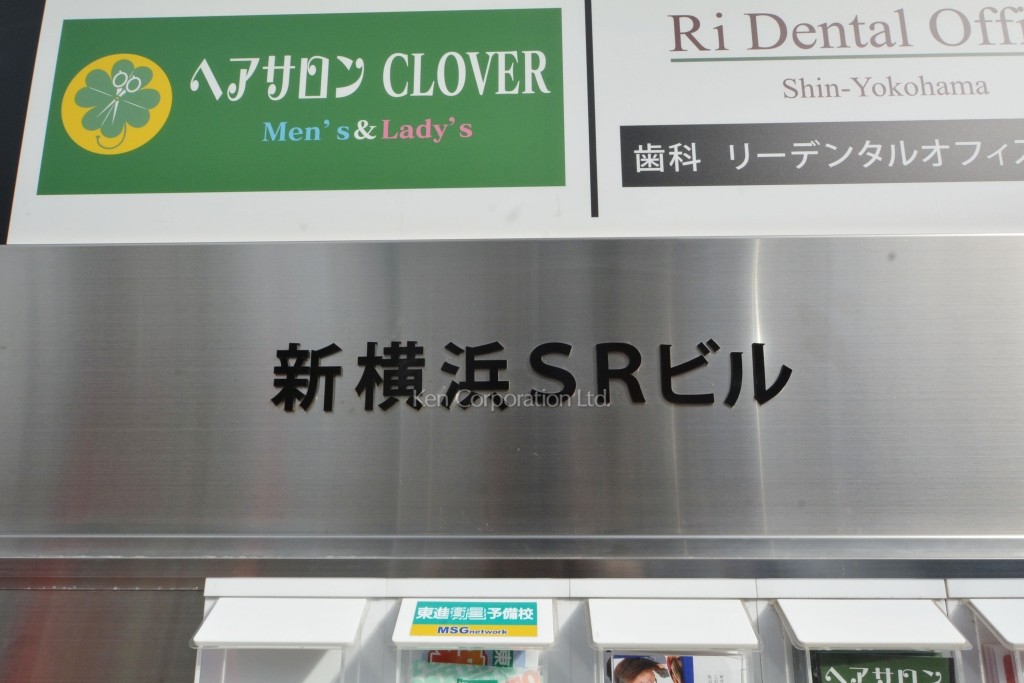 ヘアサロン CLOVER
Men's&Lady's
Ri Dental Offi
Shin-Yokohama
歯科 リーデンタルオフィス
新横浜SRビル
Ken Corporation Ltd.
東進衛星予備校
MSGnetwork
ヘアサロン